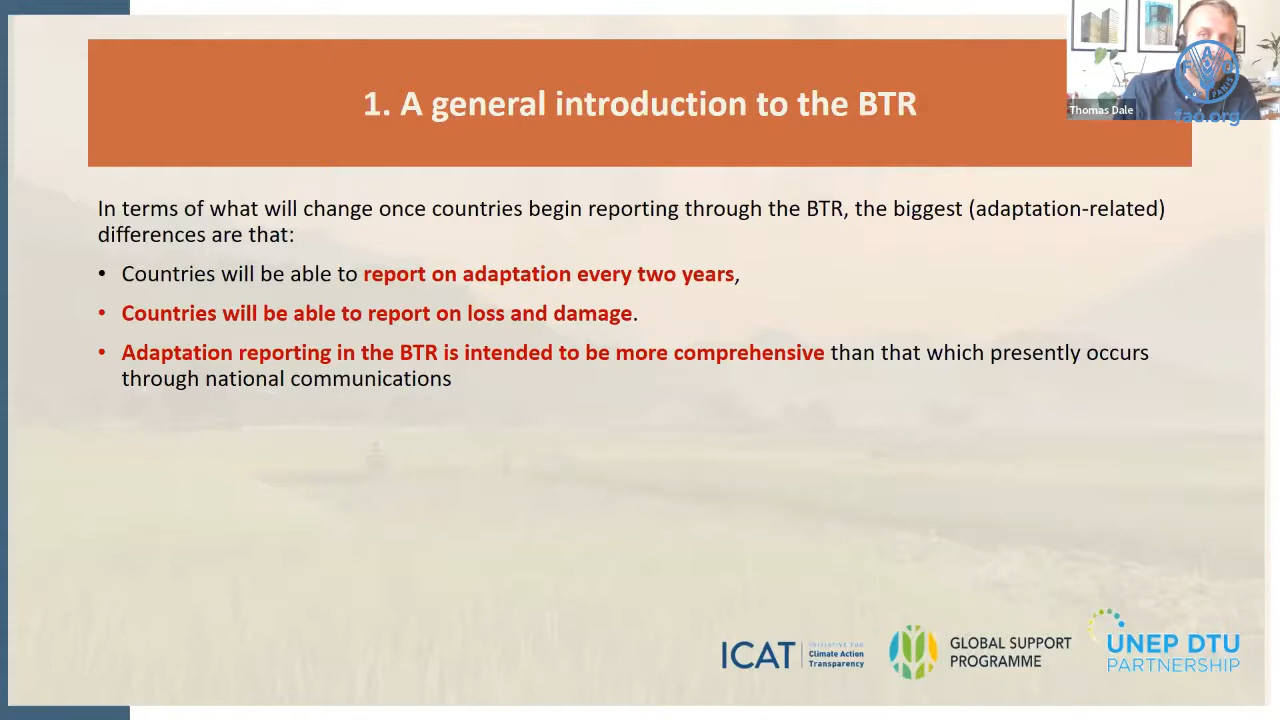 1. A general introduction to the BTR
Thomas Dale
FAO
PANIS
fao.org
In terms of what will change once countries begin reporting through the BTR, the biggest (adaptation-related)
differences are that:
• Countries will be able to report on adaptation every two years,
• Countries will be able to report on loss and damage.
• Adaptation reporting in the BTR is intended to be more comprehensive than that which presently occurs
through national communications
ICAT
INITIATIVE FOR
Climate Action
Transparency
GLOBAL SUPPORT
PROGRAMME
UNEP DTU
PARTNERSHIP